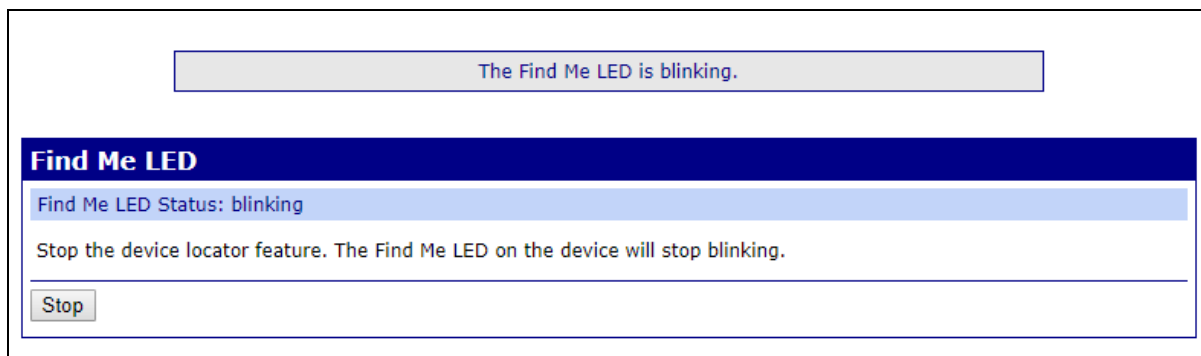 The Find Me LED is blinking.
Find Me LED
Find Me LED Status: blinking
Stop the device locator feature. The Find Me LED on the device will stop blinking.
Stop